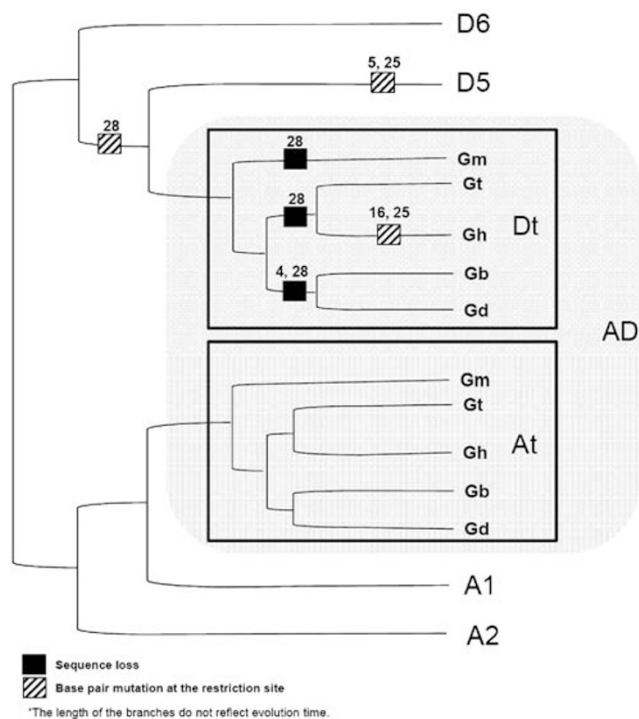 D6
5, 25
D5
28
28
Gm
Gt
28
16, 25
Dt
Gh
4, 28
Gb
Gd
AD
Gm
Gt
At
Gh
Gb
Gd
A1
A2
Sequence loss
Base pair mutation at the restriction site
*The length of the branches do not reflect evolution time.